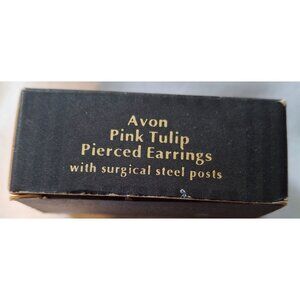 Avon
Pink Tulip
Pierced Earrings
with surgical steel posts